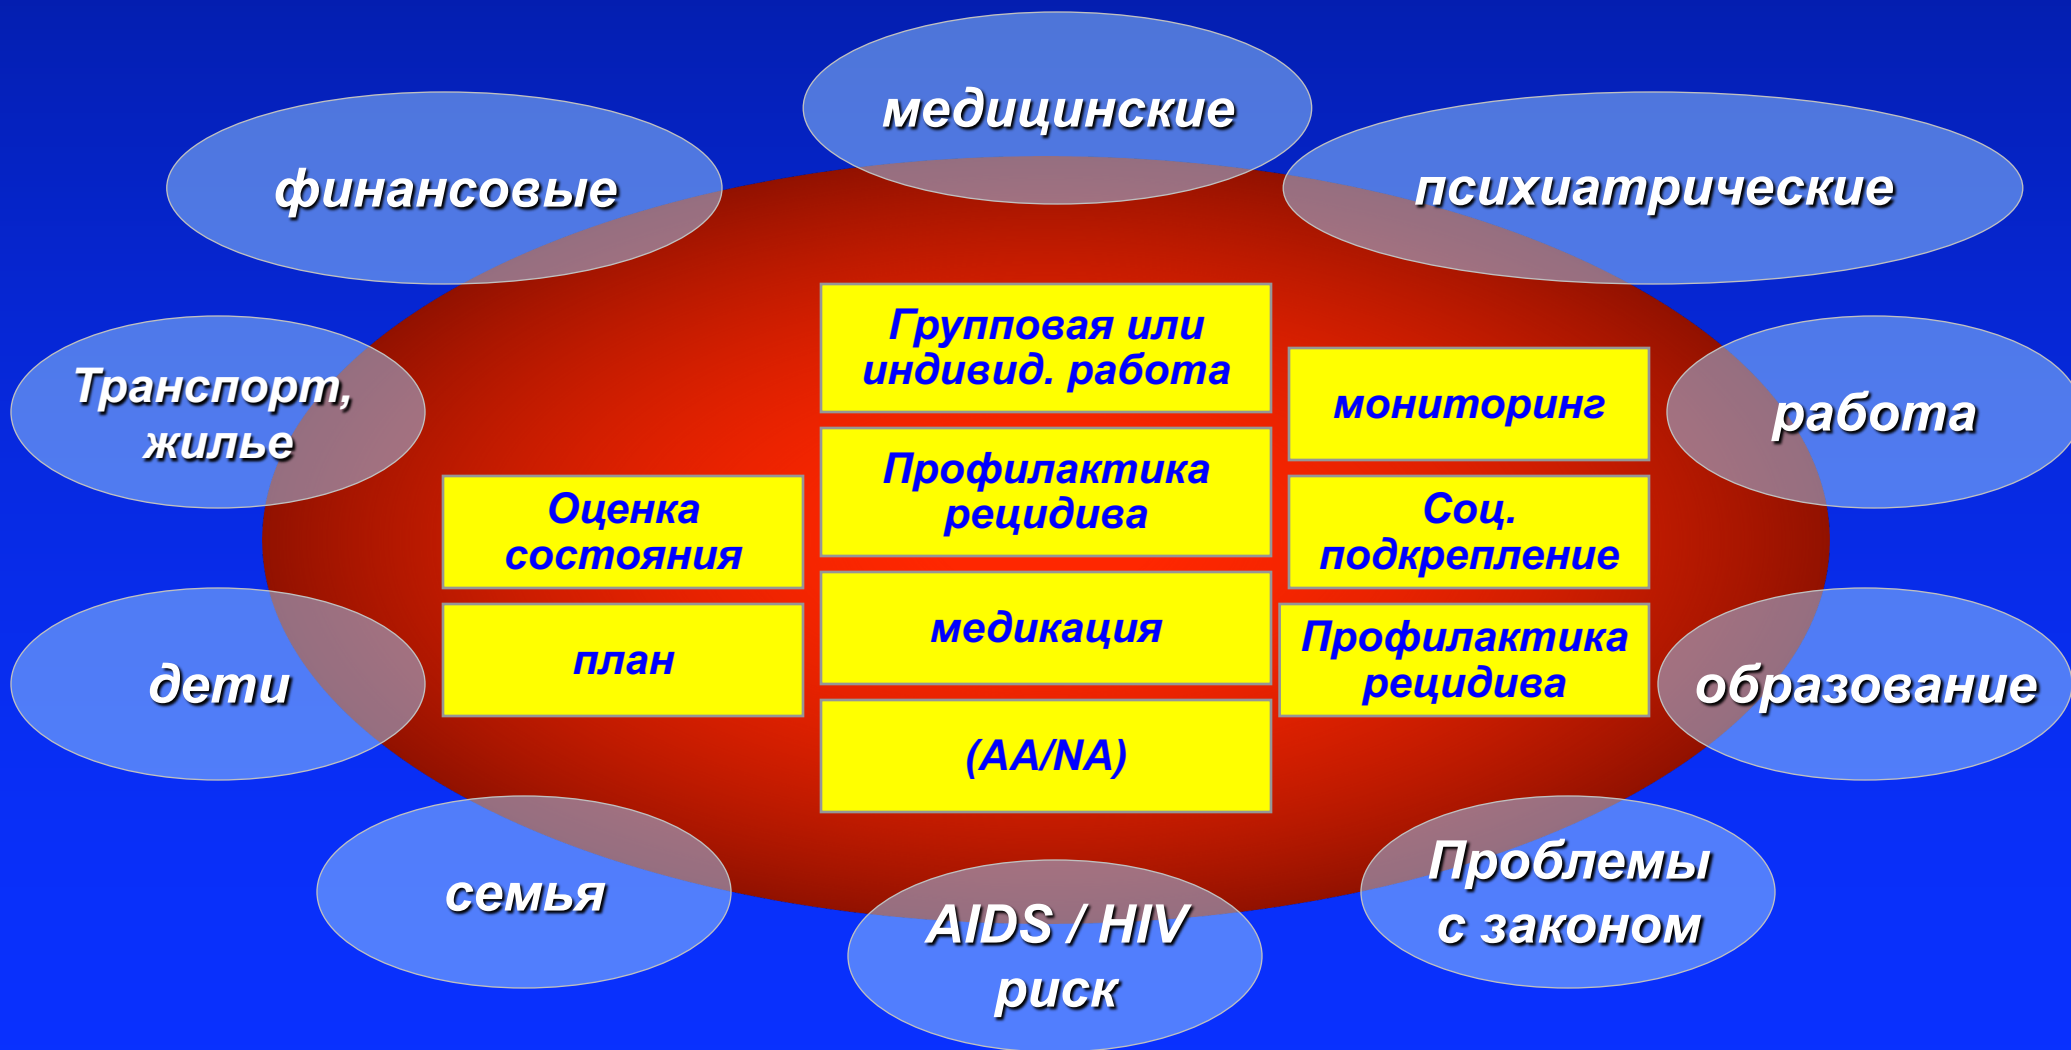 медицинские
финансовые
психиатрические
Групповая или
индивид. работа
мониторинг
Транспорт,
жилье
работа
Профилактика
рецидива
Оценка
состояния
Соц.
подкрепление
медикация
план
Профилактика
рецидива
дети
образование
(AA/NA)
семья
AIDS / HIV
риск
Проблемы
с законом